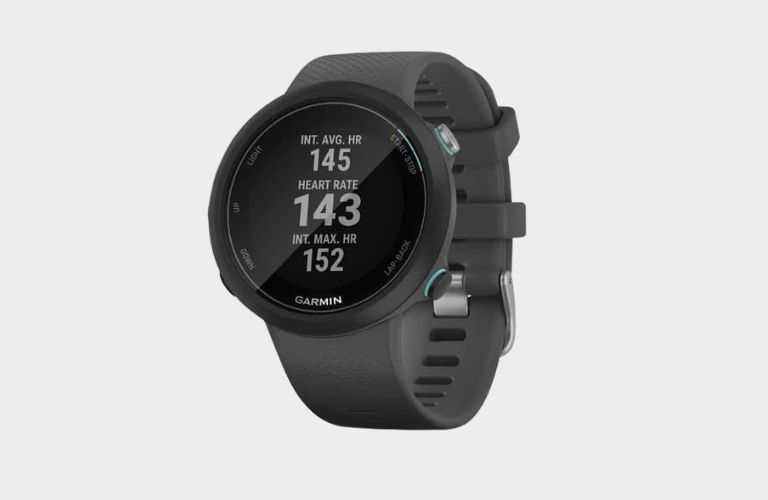 INT. AVG. HR
145
HEART RATE
143
INT. MAX. HR
152
GARMIN
LIGHT
UP
DOWN
START·STOP
LAP·BACK